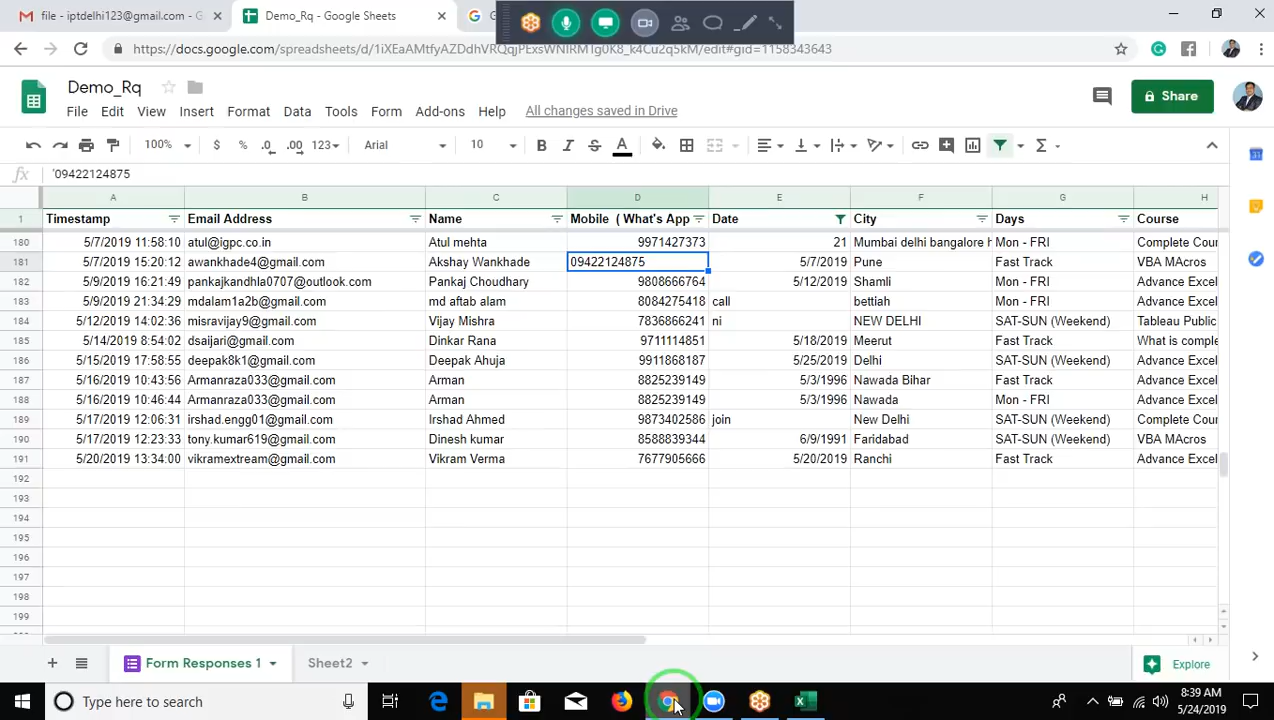 file - iptdelhi123@gmail.com -
Demo_Rq - Google Sheets
https://docs.google.com/spreadsheets/d/1iXEaAMtfyAZDdhVRQqjPExsWNIRMTg0K8_k4Cu2q5kM/edit#gid=1158343643
Demo_Rq
File Edit View Insert Format Data Tools Form Add-ons Help All changes saved in Drive
Share
100% $ % .0 .00 123 Arial 10
fx '09422124875
A B C D E F G H
1 Timestamp Email Address Name Mobile ( What's App Date City Days Course
180 5/7/2019 11:58:10 atul@igpc.co.in Atul mehta 9971427373 21 Mumbai delhi bangalore h Mon - FRI Complete Cour
181 5/7/2019 15:20:12 awankhade4@gmail.com Akshay Wankhade 09422124875 5/7/2019 Pune Fast Track VBA MAcros
182 5/9/2019 16:21:49 pankajkandhla0707@outlook.com Pankaj Choudhary 9808666764 5/12/2019 Shamli Mon - FRI Advance Excel
183 5/9/2019 21:34:29 mdalam1a2b@gmail.com md aftab alam 8084275418 call bettiah Mon - FRI Advance Excel
184 5/12/2019 14:02:36 misravijay9@gmail.com Vijay Mishra 7836866241 ni NEW DELHI SAT-SUN (Weekend) Tableau Public
185 5/14/2019 8:54:02 dsaijari@gmail.com Dinkar Rana 9711114851 5/18/2019 Meerut Fast Track What is comple
186 5/15/2019 17:58:55 deepak8k1@gmail.com Deepak Ahuja 9911868187 5/25/2019 Delhi SAT-SUN (Weekend) Advance Excel
187 5/16/2019 10:43:56 Armanraza033@gmail.com Arman 8825239149 5/3/1996 Nawada Bihar Fast Track Advance Excel
188 5/16/2019 10:46:44 Armanraza033@gmail.com Arman 8825239149 5/3/1996 Nawada Mon - FRI Advance Excel
189 5/17/2019 12:06:31 irshad.engg01@gmail.com Irshad Ahmed 9873402586 join New Delhi SAT-SUN (Weekend) Complete Cour
190 5/17/2019 12:23:33 tony.kumar619@gmail.com Dinesh kumar 8588839344 6/9/1991 Faridabad SAT-SUN (Weekend) VBA MAcros
191 5/20/2019 13:34:00 vikramextream@gmail.com Vikram Verma 7677905666 5/20/2019 Ranchi Fast Track Advance Excel
192
193
194
195
196
197
198
199
Form Responses 1 Sheet2 Explore
Type here to search
8:39 AM
5/24/2019